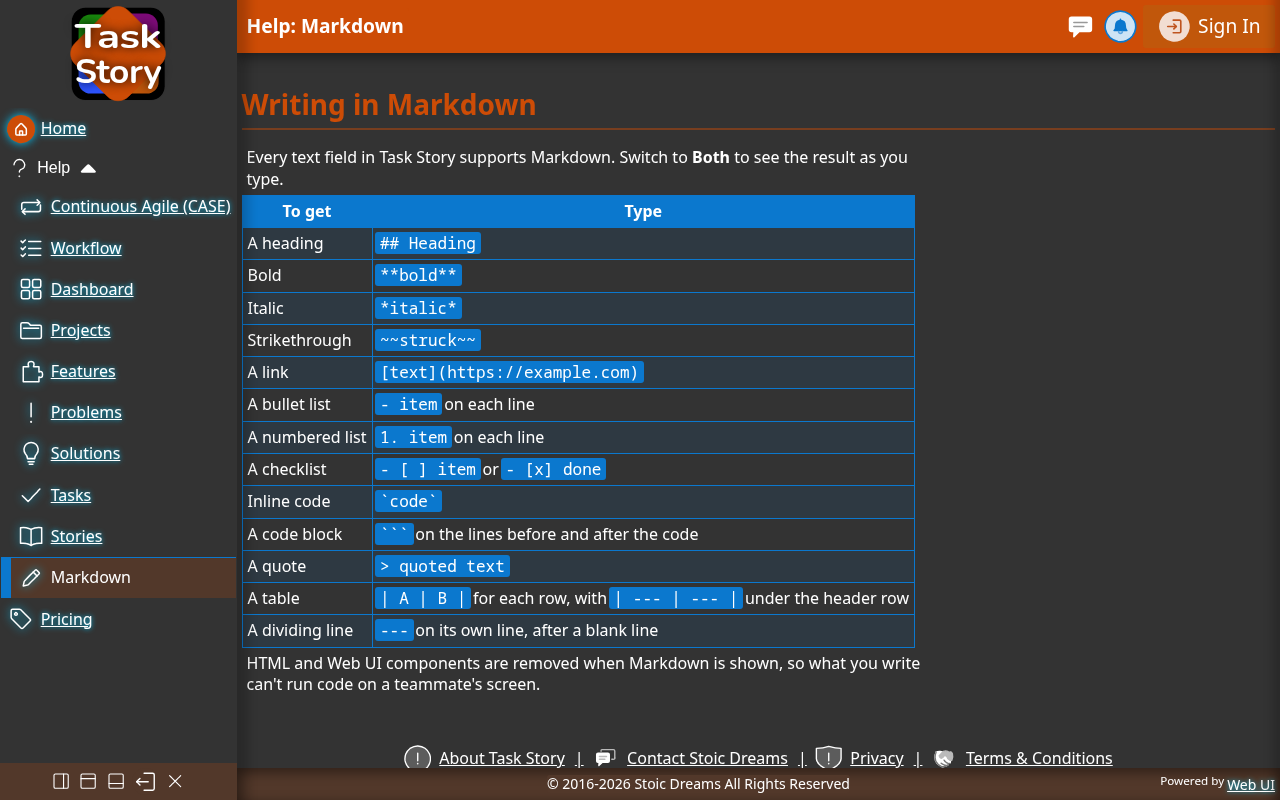 Task
Story
Help: Markdown
Sign In
Home
Help
Continuous Agile (CASE)
Workflow
Dashboard
Projects
Features
Problems
Solutions
Tasks
Stories
Markdown
Pricing
Writing in Markdown
Every text field in Task Story supports Markdown. Switch to Both to see the result as you
type.
To get Type
A heading ## Heading
Bold **bold**
Italic *italic*
Strikethrough ~~struck~~
A link [text](https://example.com)
A bullet list - item on each line
A numbered list 1. item on each line
A checklist - [ ] item or - [x] done
Inline code `code`
A code block ``` on the lines before and after the code
A quote > quoted text
A table | A | B | for each row, with | --- | --- | under the header row
A dividing line --- on its own line, after a blank line
HTML and Web UI components are removed when Markdown is shown, so what you write
can't run code on a teammate's screen.
About Task Story | Contact Stoic Dreams | Privacy | Terms & Conditions
© 2016-2026 Stoic Dreams All Rights Reserved
Powered by Web UI